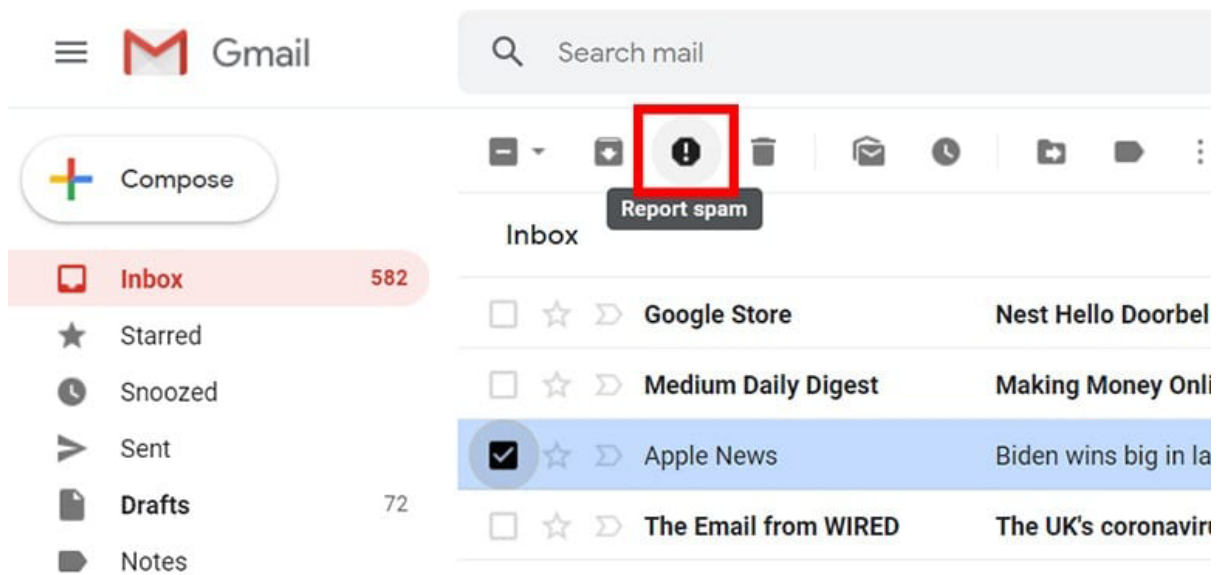 Gmail
Search mail
Compose
Report spam
Inbox
Inbox 582
Starred
Snoozed
Sent
Drafts 72
Notes
Google Store Nest Hello Doorbel
Medium Daily Digest Making Money Onli
Apple News Biden wins big in la
The Email from WIRED The UK's coronaviru